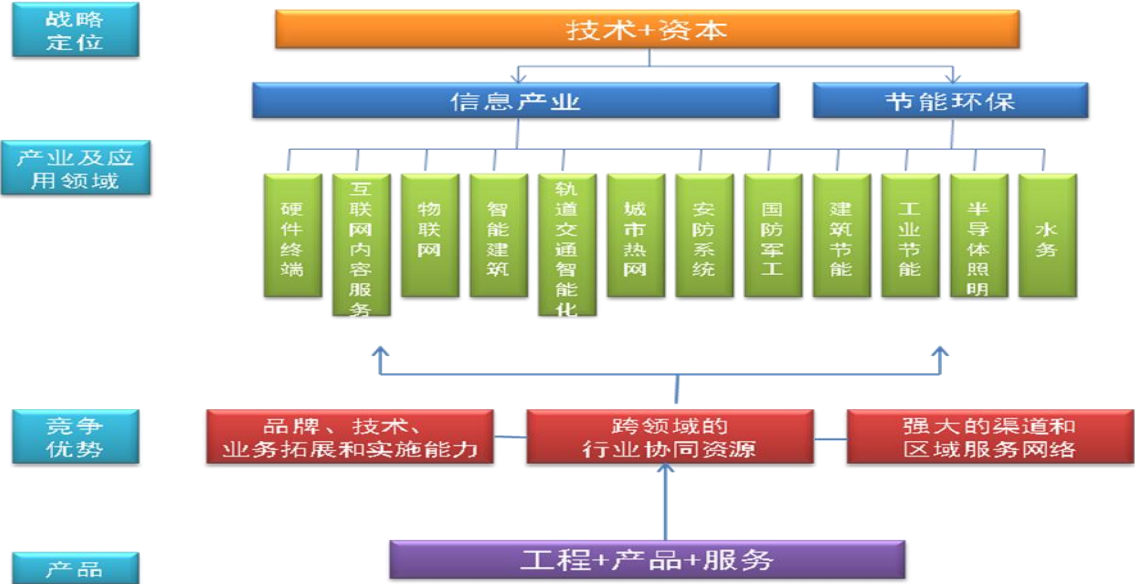 战略
定位
技术+资本
信息产业
节能环保
产业及应
用领域
硬件终端
互联网内容服务
物联网
智能建筑
轨道交通智能化
城市热网
安防系统
国防军工
建筑节能
工业节能
半导体照明
水务
竞争
优势
品牌、技术、
业务拓展和实施能力
跨领域的
行业协同资源
强大的渠道和
区域服务网络
产品
工程+产品+服务